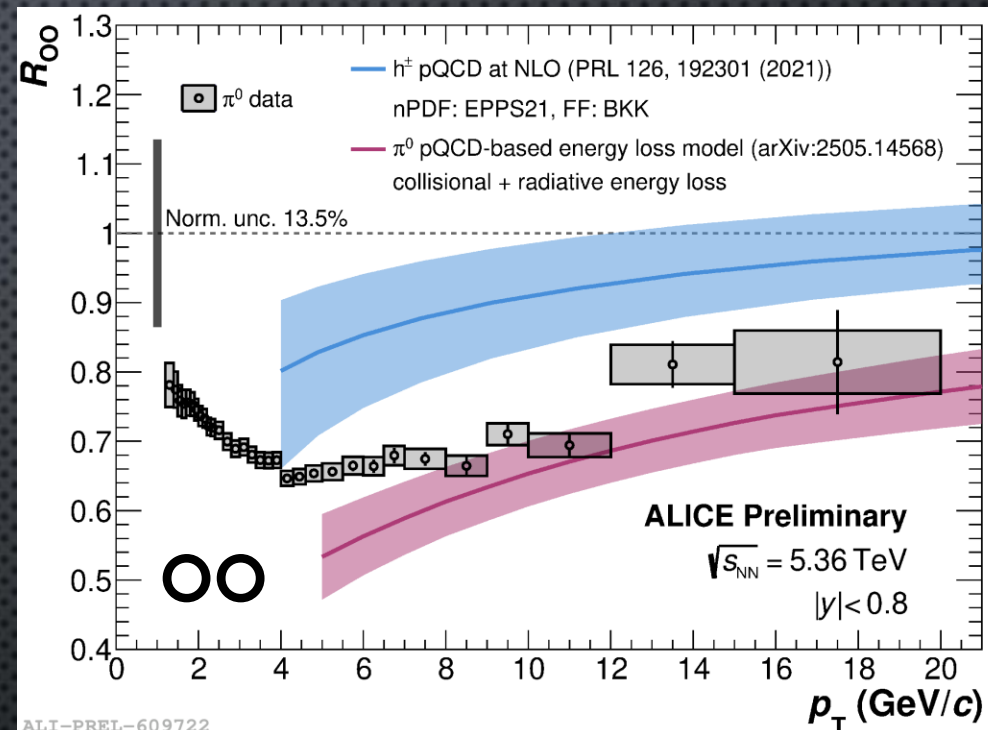 R_OO
1.3
1.2
1.1
1
0.9
0.8
0.7
0.6
0.5
0.4
π⁰ data
h± pQCD at NLO (PRL 126, 192301 (2021))
nPDF: EPPS21, FF: BKK
π⁰ pQCD-based energy loss model (arXiv:2505.14568)
collisional + radiative energy loss
Norm. unc. 13.5%
OO
ALICE Preliminary
√s_NN = 5.36 TeV
|y|<0.8
0 2 4 6 8 10 12 14 16 18 20
p_T (GeV/c)
ALI-PREL-609722